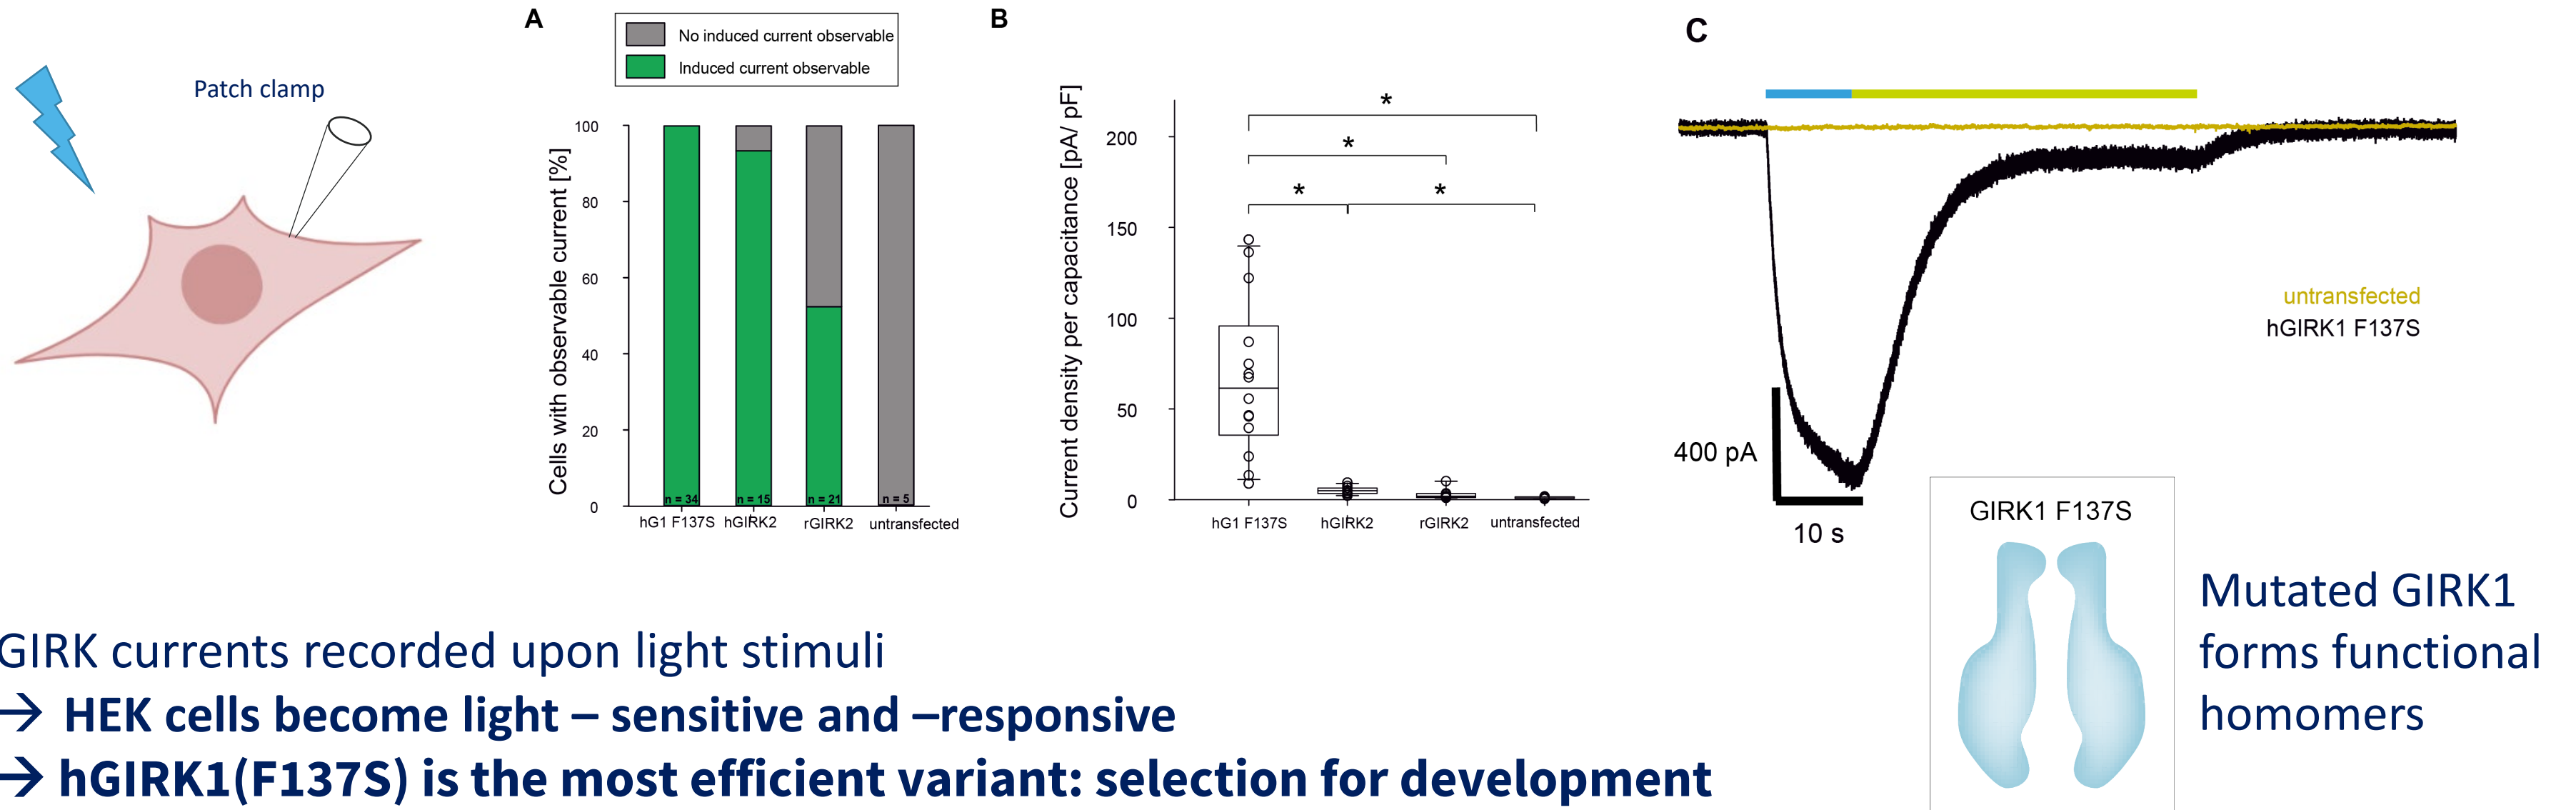 Patch clamp
A
No induced current observable
Induced current observable
Cells with observable current [%]
100
80
60
40
20
0
n = 34
n = 15
n = 21
n = 5
hG1 F137S
hGIRK2
rGIRK2
untransfected
B
Current density per capacitance [pA/ pF]
200
150
100
50
0
*
*
*
*
hG1 F137S
hGIRK2
rGIRK2
untransfected
C
untransfected
hGIRK1 F137S
400 pA
10 s
GIRK1 F137S
Mutated GIRK1
forms functional
homomers
GIRK currents recorded upon light stimuli
→ HEK cells become light – sensitive and –responsive
→ hGIRK1(F137S) is the most efficient variant: selection for development